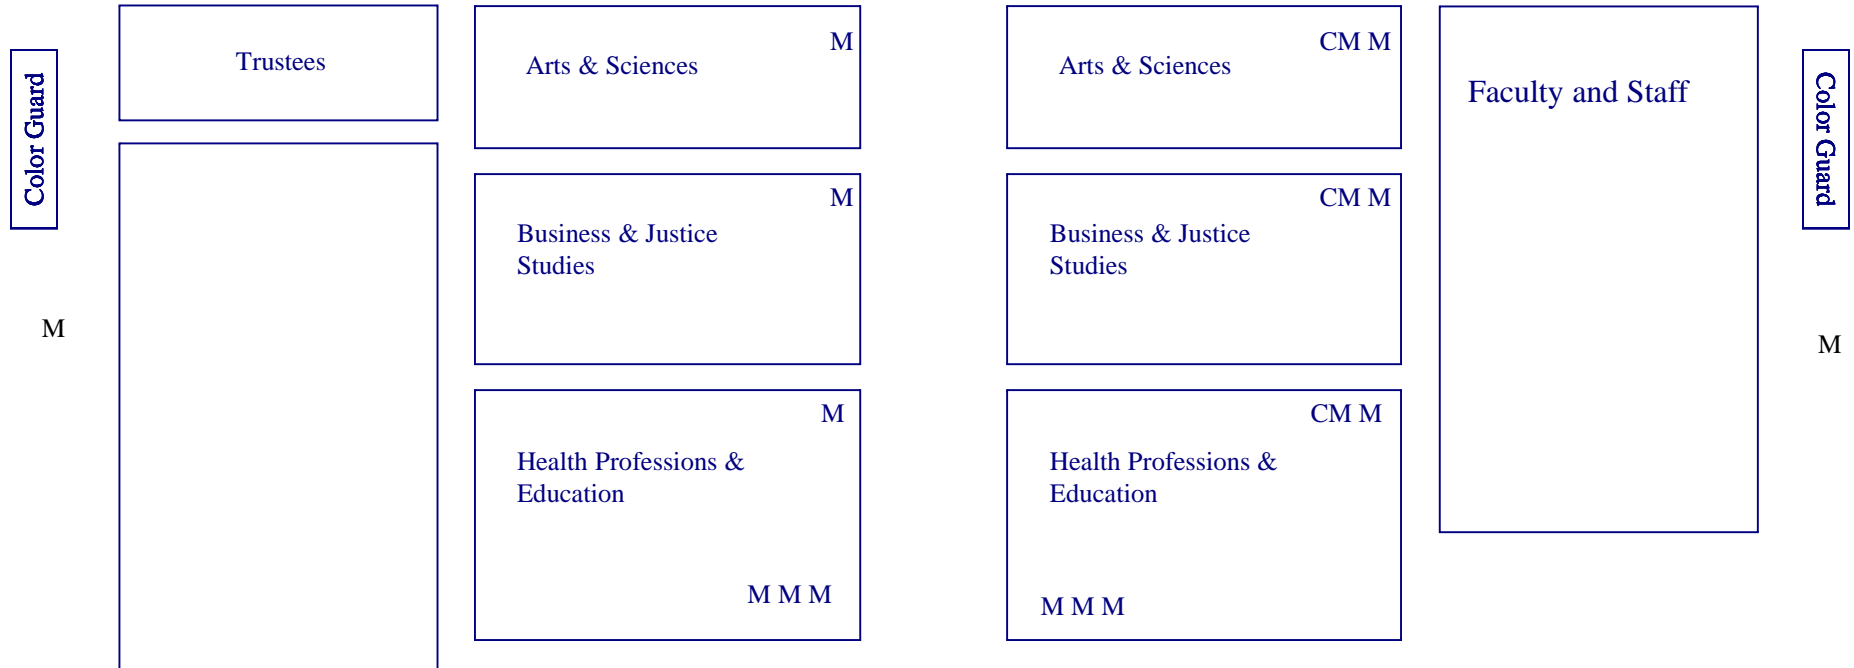 Color Guard
M
Trustees
Arts & Sciences
M
Business & Justice
Studies
M
Health Professions &
Education
M
M M M
Arts & Sciences
CM M
Business & Justice
Studies
CM M
Health Professions &
Education
CM M
M M M
Faculty and Staff
Color Guard
M